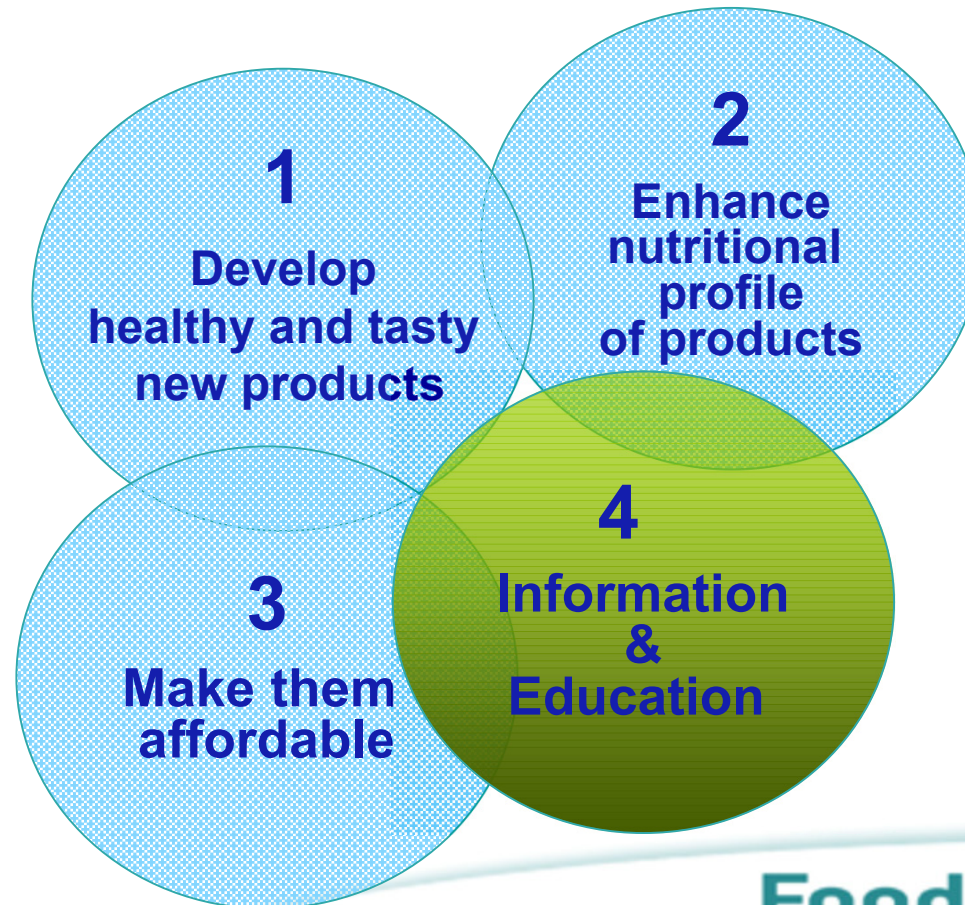 1
Develop
healthy and tasty
new products
2
Enhance
nutritional
profile
of products
3
Make them
affordable
4
Information
&
Education
Food